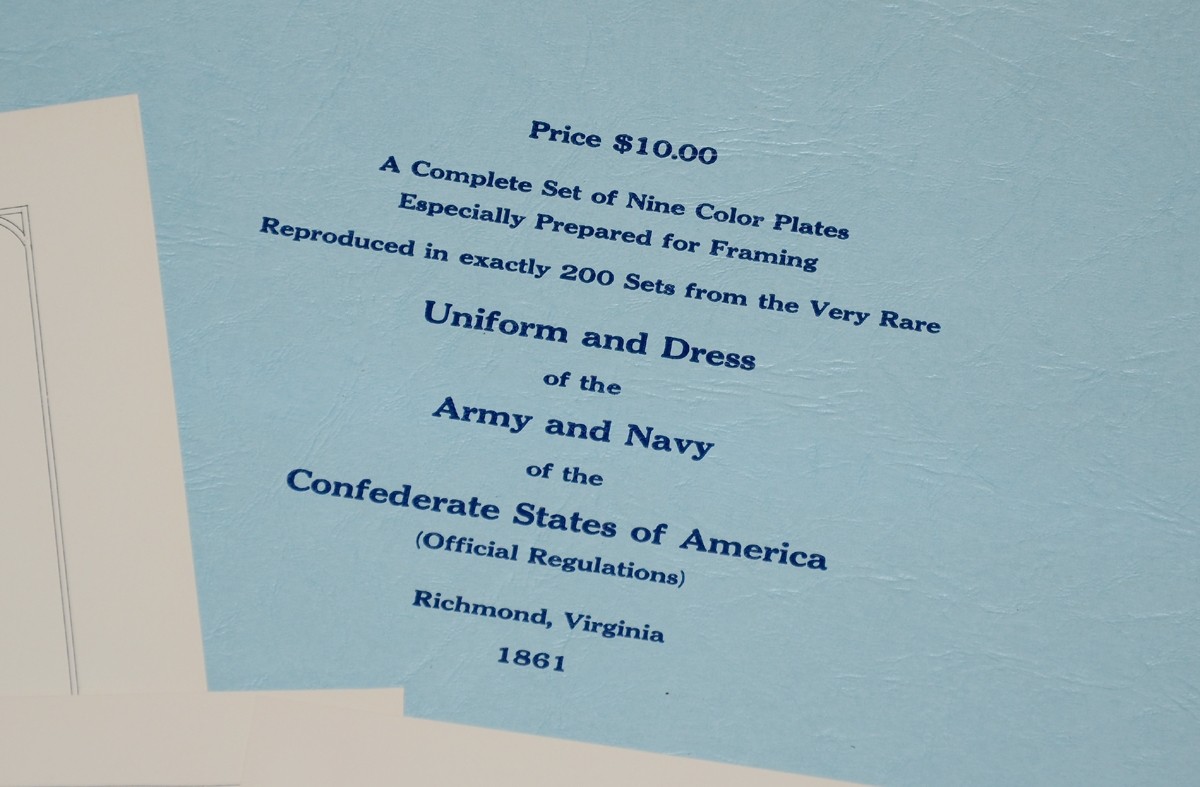 Price $10.00
A Complete Set of Nine Color Plates
Especially Prepared for Framing
Reproduced in exactly 200 Sets from the Very Rare
Uniform and Dress
of the
Army and Navy
of the
Confederate States of America
(Official Regulations)
Richmond, Virginia
1861